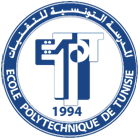 المدرسة التونسية للتقنيات
EPT
1994
ECOLE POLYTECHNIQUE DE TUNISIE